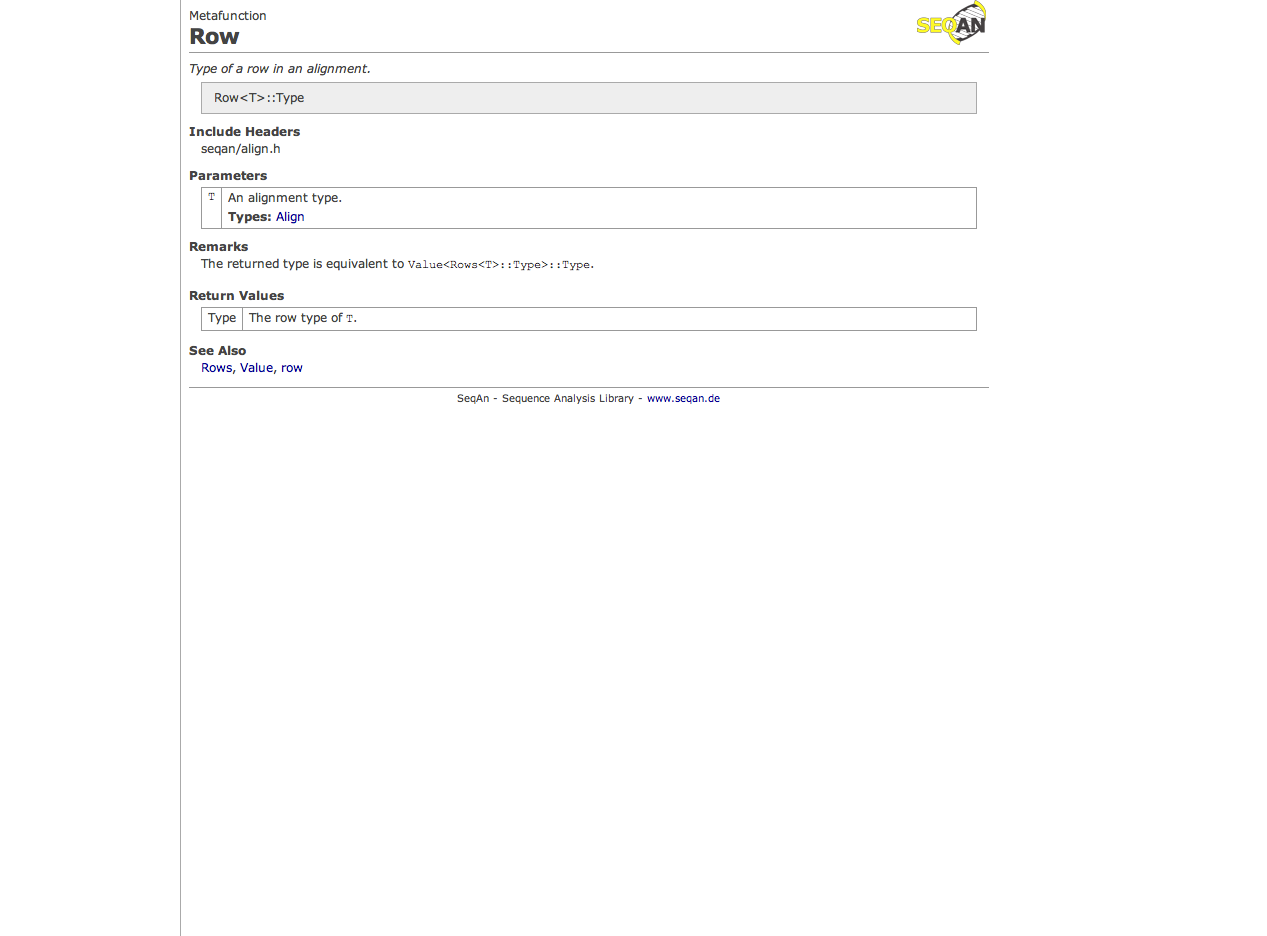 Metafunction
SEQAN
Row
Type of a row in an alignment.
Row<T>::Type
Include Headers
seqan/align.h
Parameters
T An alignment type.
Types: Align
Remarks
The returned type is equivalent to Value<Rows<T>::Type>::Type.
Return Values
Type The row type of T.
See Also
Rows, Value, row
SeqAn - Sequence Analysis Library - www.seqan.de